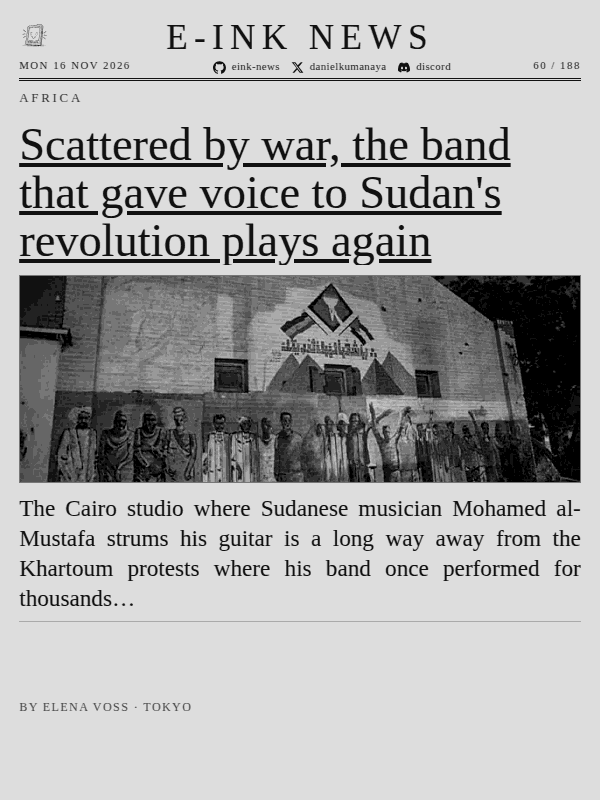 E-INK NEWS
MON 16 NOV 2026
eink-news danielkumanaya discord
60 / 188
AFRICA
Scattered by war, the band
that gave voice to Sudan's
revolution plays again
The Cairo studio where Sudanese musician Mohamed al-
Mustafa strums his guitar is a long way away from the
Khartoum protests where his band once performed for
thousands…
BY ELENA VOSS · TOKYO